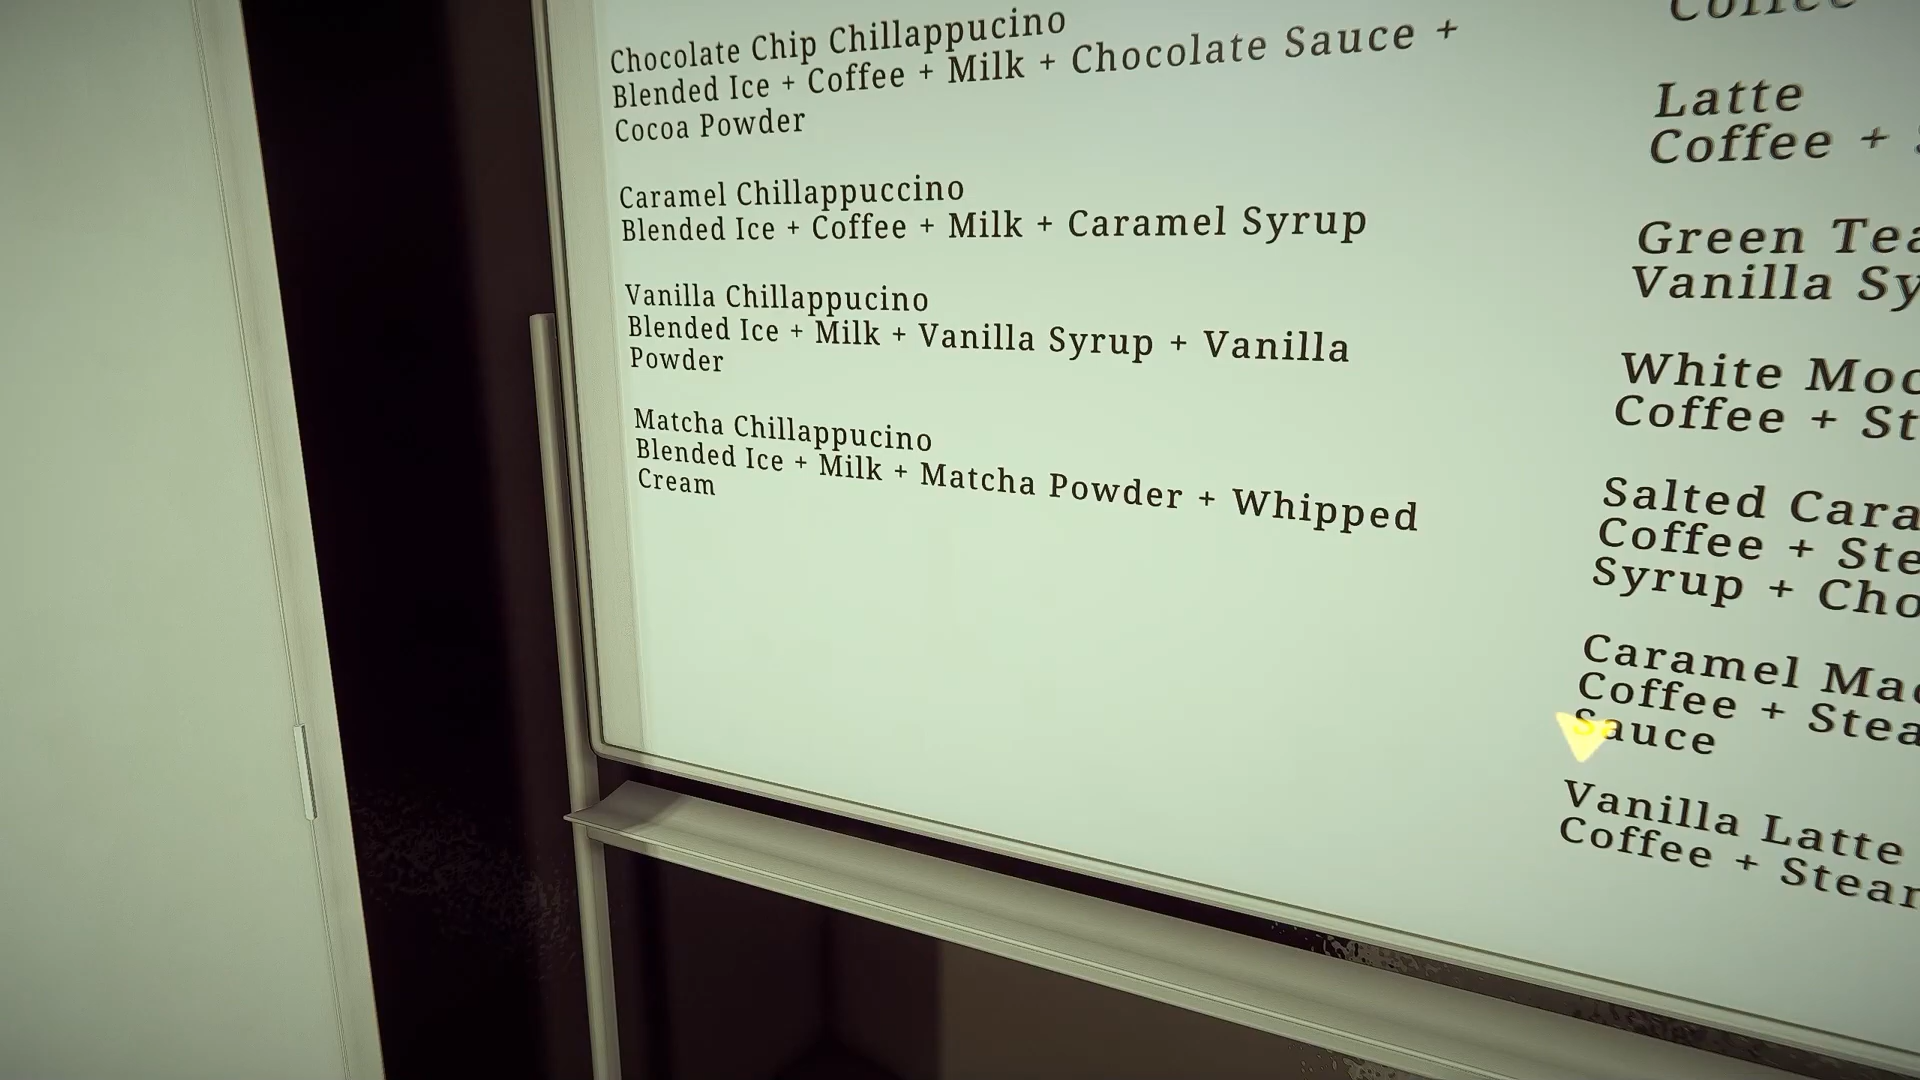 Chocolate Chip Chillappucino
Blended Ice + Coffee + Milk + Chocolate Sauce +
Cocoa Powder
Caramel Chillappuccino
Blended Ice + Coffee + Milk + Caramel Syrup
Vanilla Chillappucino
Blended Ice + Milk + Vanilla Syrup + Vanilla
Powder
Matcha Chillappucino
Blended Ice + Milk + Matcha Powder + Whipped
Cream
Coffee
Latte
Coffee +
Green Tea
Vanilla Sy
White Moc
Coffee + St
Salted Cara
Coffee + Ste
Syrup + Cho
Caramel Mac
Coffee + Stea
Sauce
Vanilla Latte
Coffee + Stea